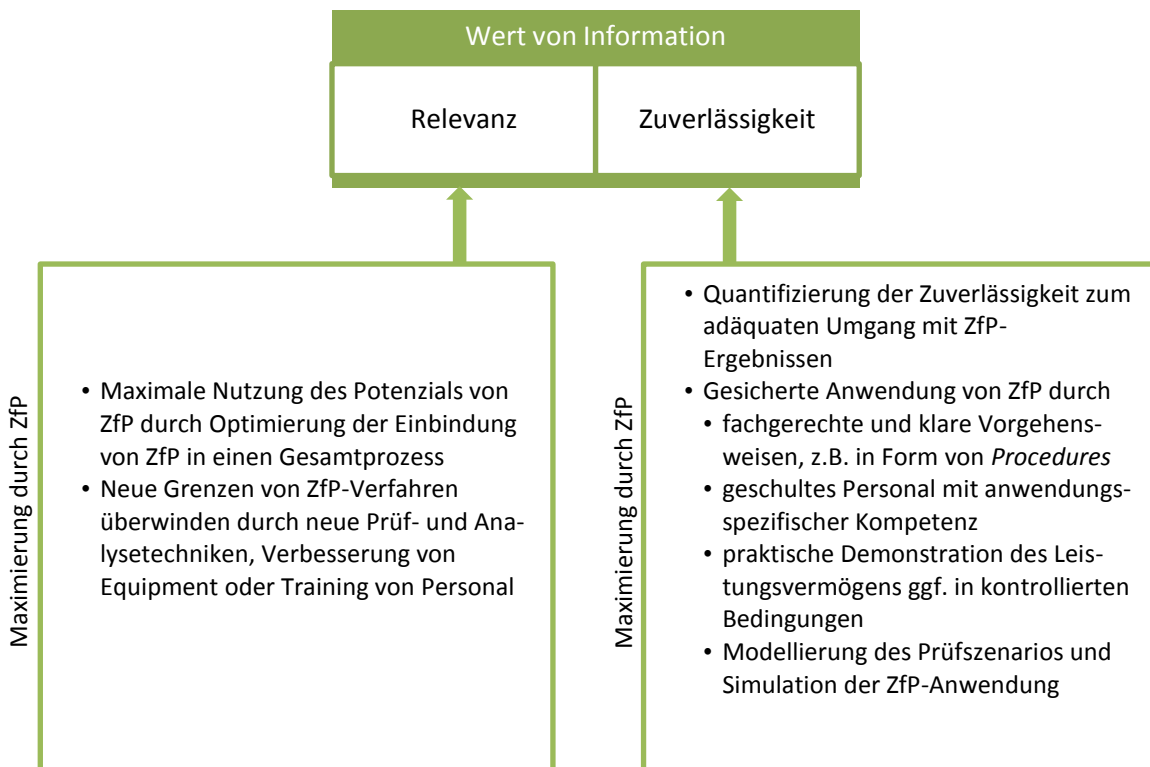 Wert von Information
Relevanz
Zuverlässigkeit
Maximierung durch ZfP
• Maximale Nutzung des Potenzials von
ZfP durch Optimierung der Einbindung
von ZfP in einen Gesamtprozess
• Neue Grenzen von ZfP-Verfahren
überwinden durch neue Prüf- und Ana-
lysetechniken, Verbesserung von
Equipment oder Training von Personal
Maximierung durch ZfP
• Quantifizierung der Zuverlässigkeit zum
adäquaten Umgang mit ZfP-
Ergebnissen
• Gesicherte Anwendung von ZfP durch
• fachgerechte und klare Vorgehens-
weisen, z.B. in Form von Procedures
• geschultes Personal mit anwendungs-
spezifischer Kompetenz
• praktische Demonstration des Leis-
tungsvermögens ggf. in kontrollierten
Bedingungen
• Modellierung des Prüfszenarios und
Simulation der ZfP-Anwendung